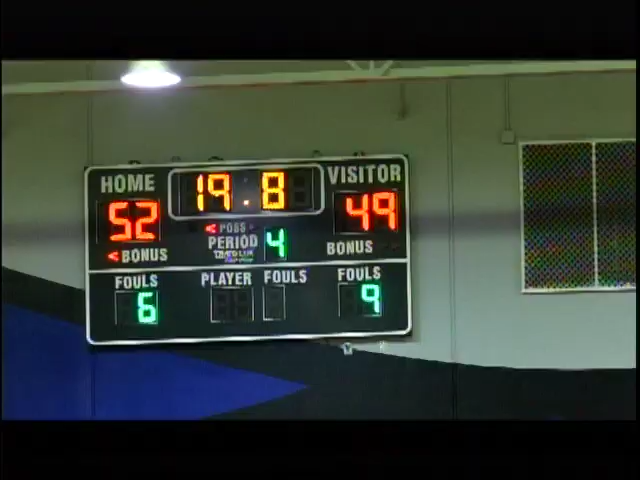 HOME 19.8 VISITOR
52 < POSS 49
PERIOD 4
< BONUS BONUS
FOULS PLAYER FOULS FOULS
6 9